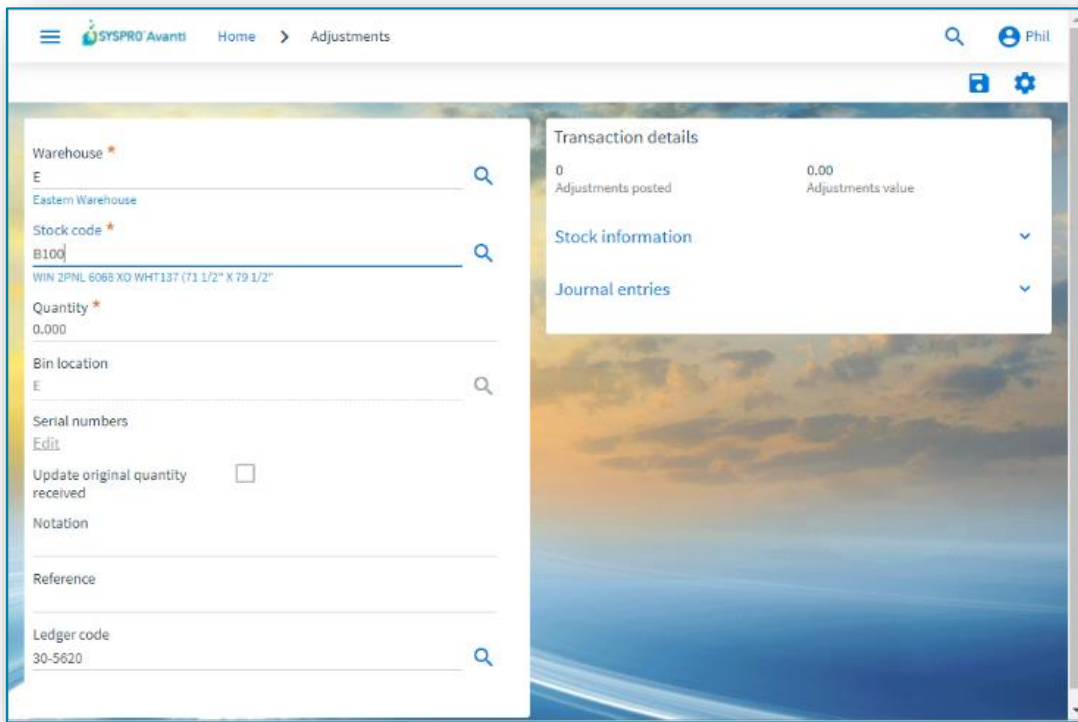 SYSPRO Avanti Home Adjustments Phil
Warehouse *
E
Eastern Warehouse
Stock code *
B100
WIN 2PNL 6068 XO WHT137 (71 1/2" X 79 1/2"
Quantity *
0.000
Bin location
E
Serial numbers
Edit
Update original quantity
received
Notation
Reference
Ledger code
30-5620
Transaction details
0 0.00
Adjustments posted Adjustments value
Stock information
Journal entries